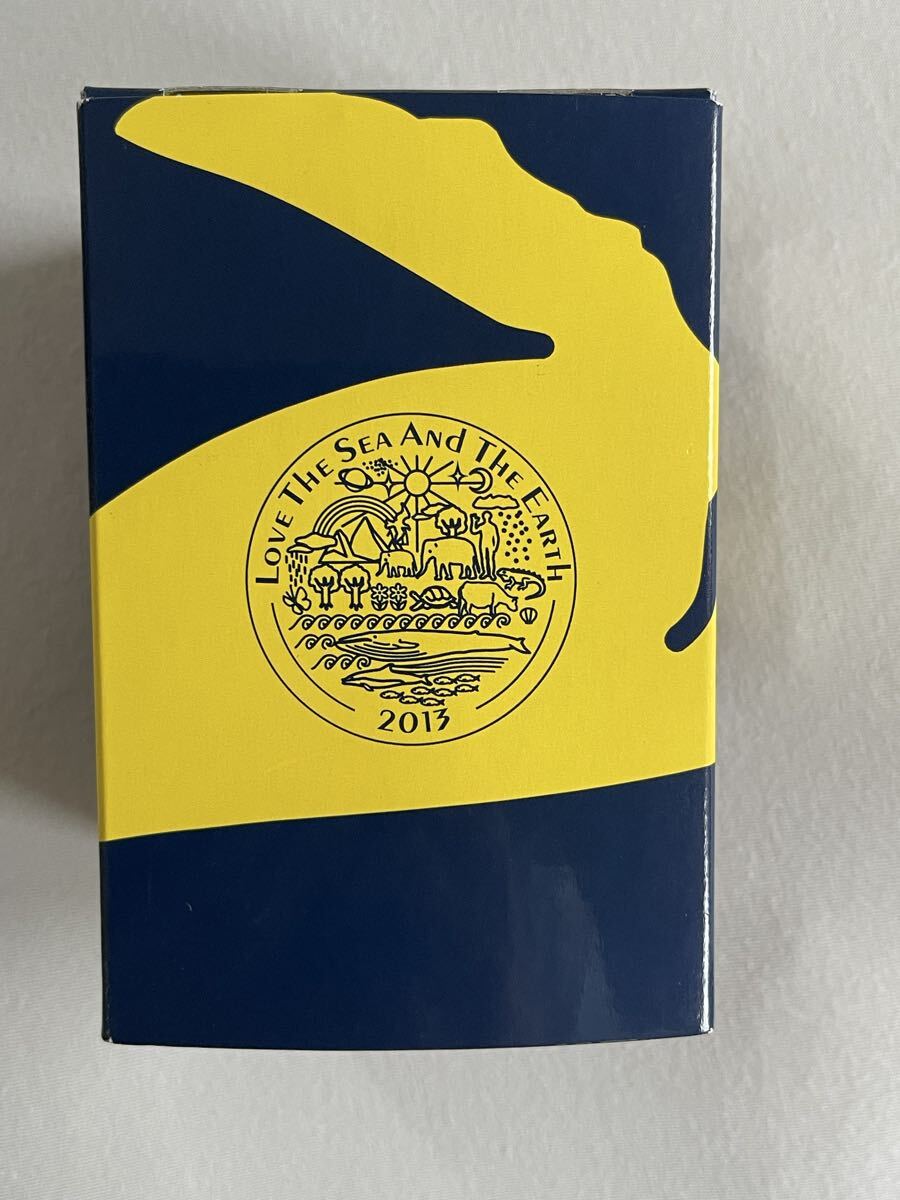 LOVE THE SEA AND THE EARTH
2013